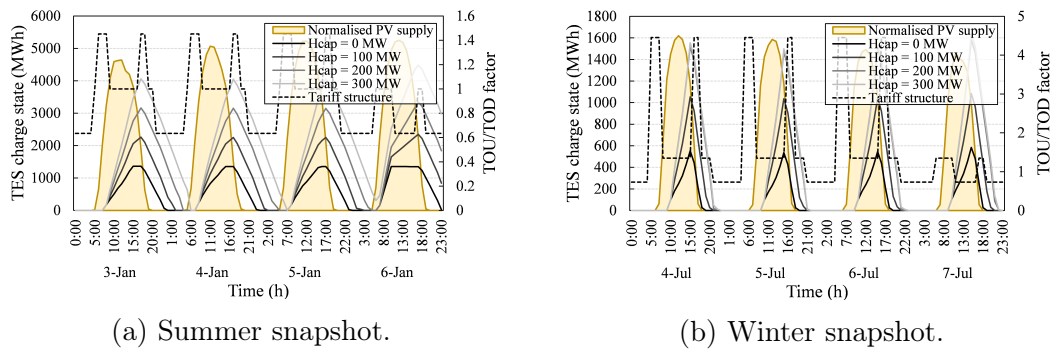 6000
5000
4000
3000
2000
1000
0
TES charge state (MWh)
1.6
1.4
1.2
1
0.8
0.6
0.4
0.2
0
TOU/TOD factor
Normalised PV supply
Hcap = 0 MW
Hcap = 100 MW
Hcap = 200 MW
Hcap = 300 MW
Tariff structure
0:00 5:00 10:00 15:00 20:00 1:00 6:00 11:00 16:00 21:00 2:00 7:00 12:00 17:00 22:00 3:00 8:00 13:00 18:00 23:00
3-Jan 4-Jan 5-Jan 6-Jan
Time (h)
(a) Summer snapshot.
1800
1600
1400
1200
1000
800
600
400
200
0
TES charge state (MWh)
5
4
3
2
1
0
TOU/TOD factor
Normalised PV supply
Hcap = 0 MW
Hcap = 100 MW
Hcap = 200 MW
Hcap = 300 MW
Tariff structure
0:00 5:00 10:00 15:00 20:00 1:00 6:00 11:00 16:00 21:00 2:00 7:00 12:00 17:00 22:00 3:00 8:00 13:00 18:00 23:00
4-Jul 5-Jul 6-Jul 7-Jul
Time (h)
(b) Winter snapshot.